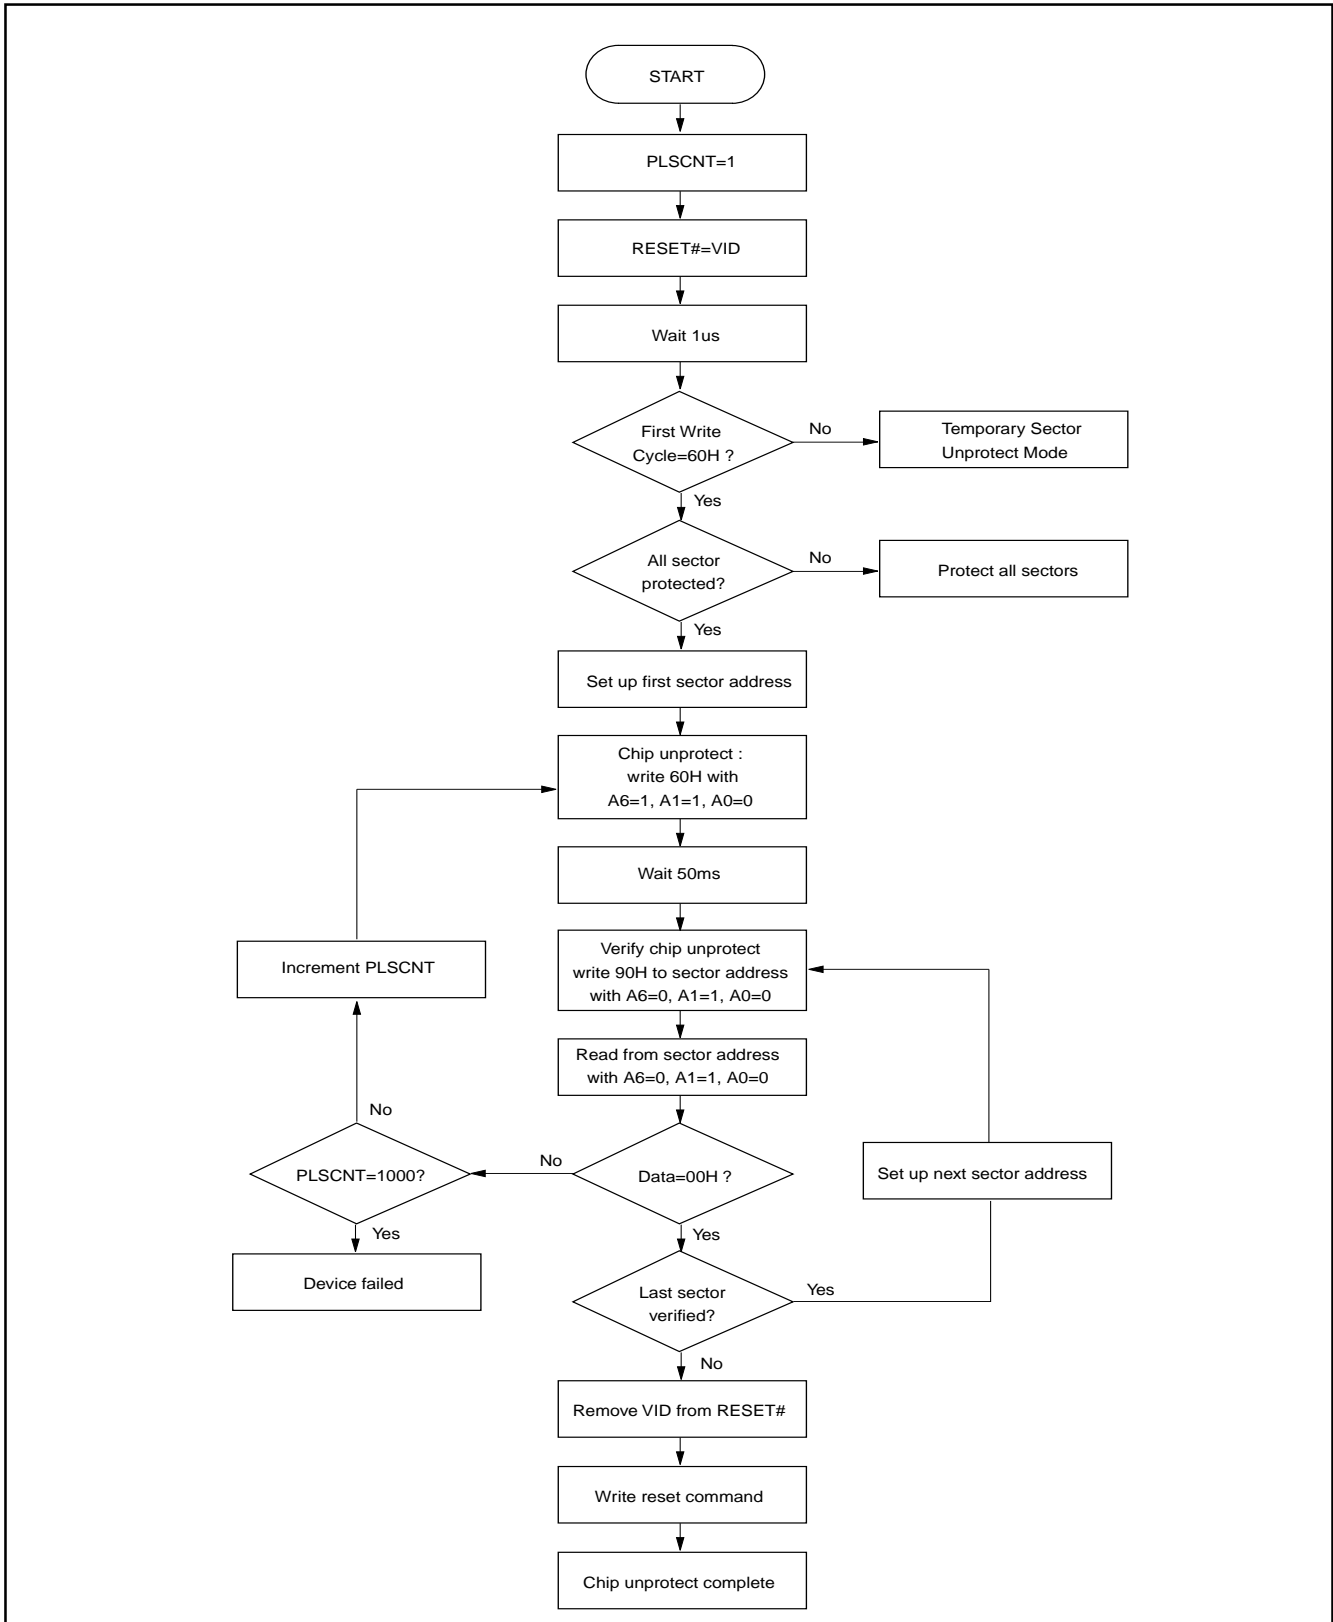 START
PLSCNT=1
RESET#=VID
Wait 1us
First Write
Cycle=60H ?
No
Temporary Sector
Unprotect Mode
Yes
All sector
protected?
No
Protect all sectors
Yes
Set up first sector address
Chip unprotect :
write 60H with
A6=1, A1=1, A0=0
Wait 50ms
Verify chip unprotect
write 90H to sector address
with A6=0, A1=1, A0=0
Increment PLSCNT
Read from sector address
with A6=0, A1=1, A0=0
No
PLSCNT=1000?
No
Data=00H ?
Set up next sector address
Yes
Yes
Device failed
Last sector
verified?
Yes
No
Remove VID from RESET#
Write reset command
Chip unprotect complete